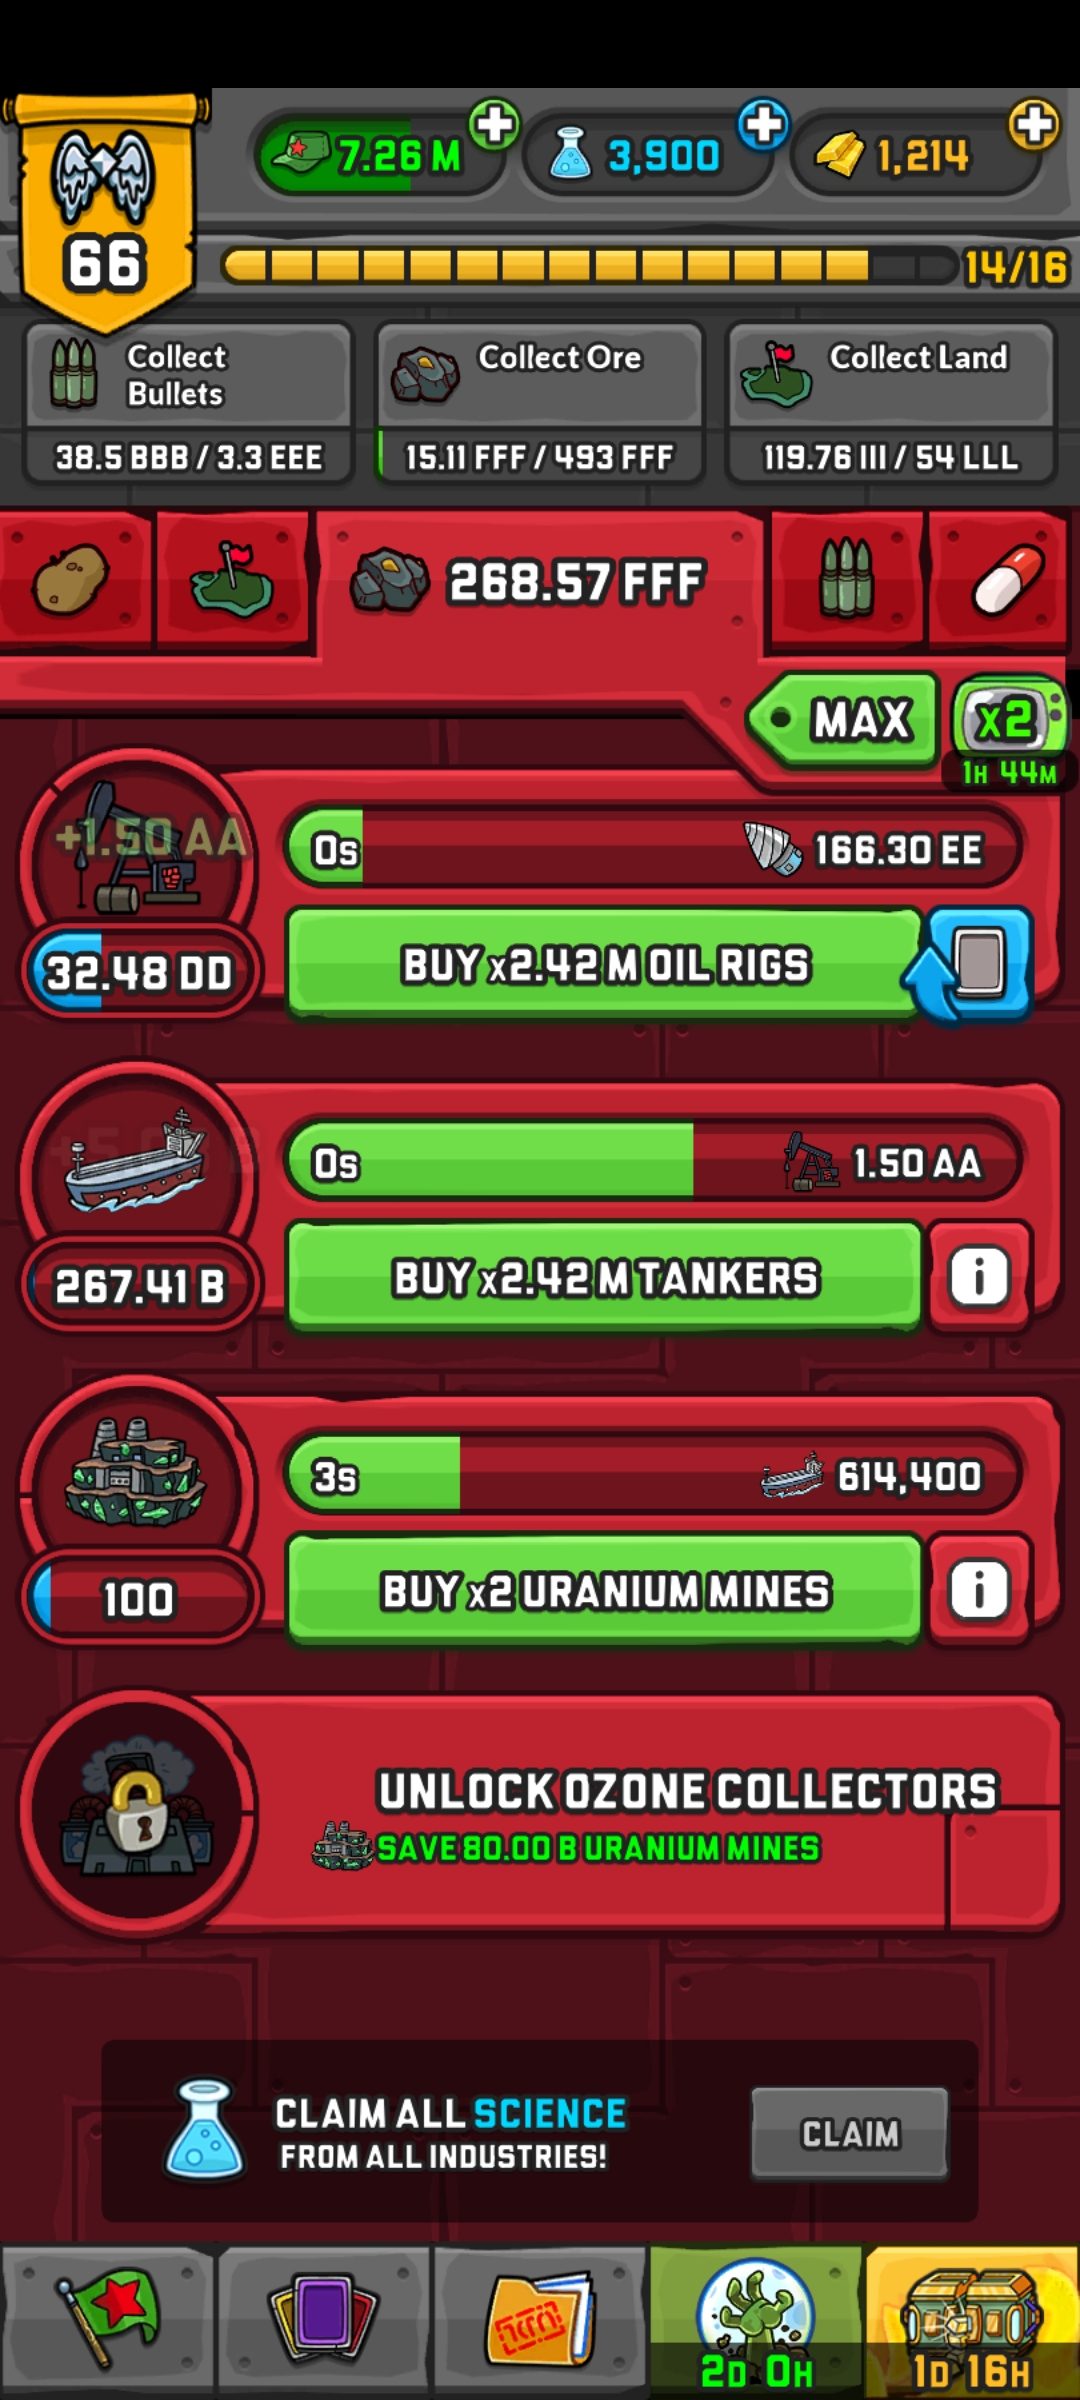 7.26 M
3,900
1,214
66
14/16
Collect
Bullets
Collect Ore
Collect Land
38.5 BBB / 3.3 EEE
15.11 FFF / 493 FFF
119.76 III / 54 LLL
268.57 FFF
MAX
x2
1H 44M
+1.50 AA
0s
166.30 EE
32.48 DD
BUY x2.42 M OIL RIGS
0s
1.50 AA
267.41 B
BUY x2.42 M TANKERS
i
3s
614,400
100
BUY x2 URANIUM MINES
i
UNLOCK OZONE COLLECTORS
SAVE 80.00 B URANIUM MINES
CLAIM ALL SCIENCE
FROM ALL INDUSTRIES!
CLAIM
2D 0H
1D 16H